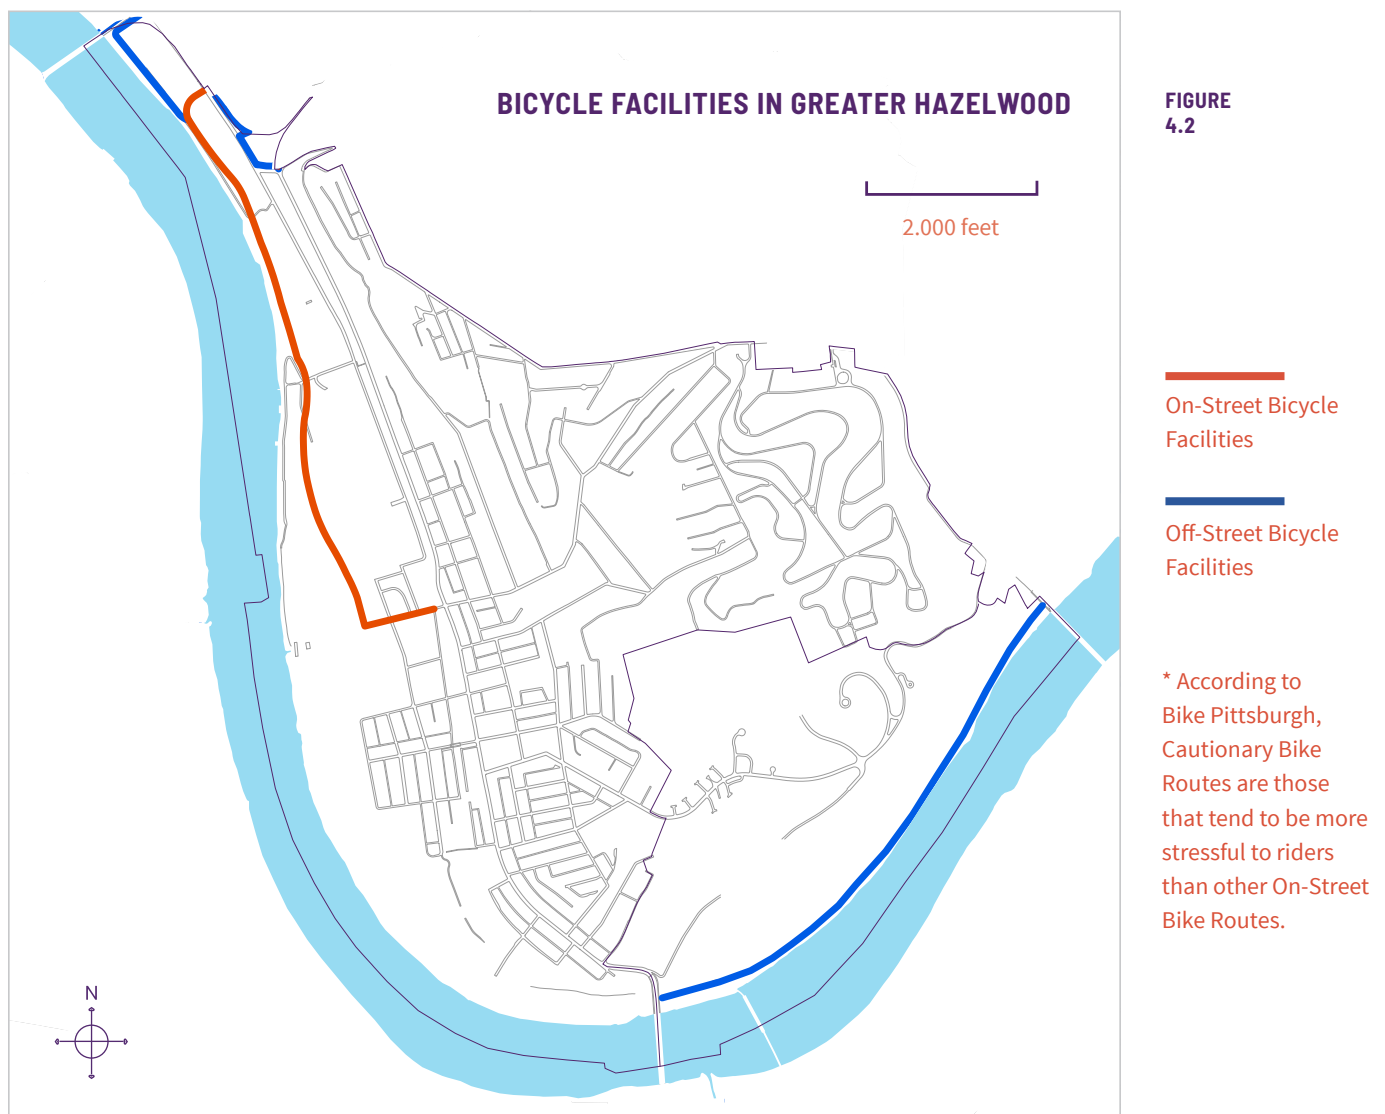 BICYCLE FACILITIES IN GREATER HAZELWOOD
FIGURE
4.2
2.000 feet
On-Street Bicycle
Facilities
Off-Street Bicycle
Facilities
* According to
Bike Pittsburgh,
Cautionary Bike
Routes are those
that tend to be more
stressful to riders
than other On-Street
Bike Routes.
N